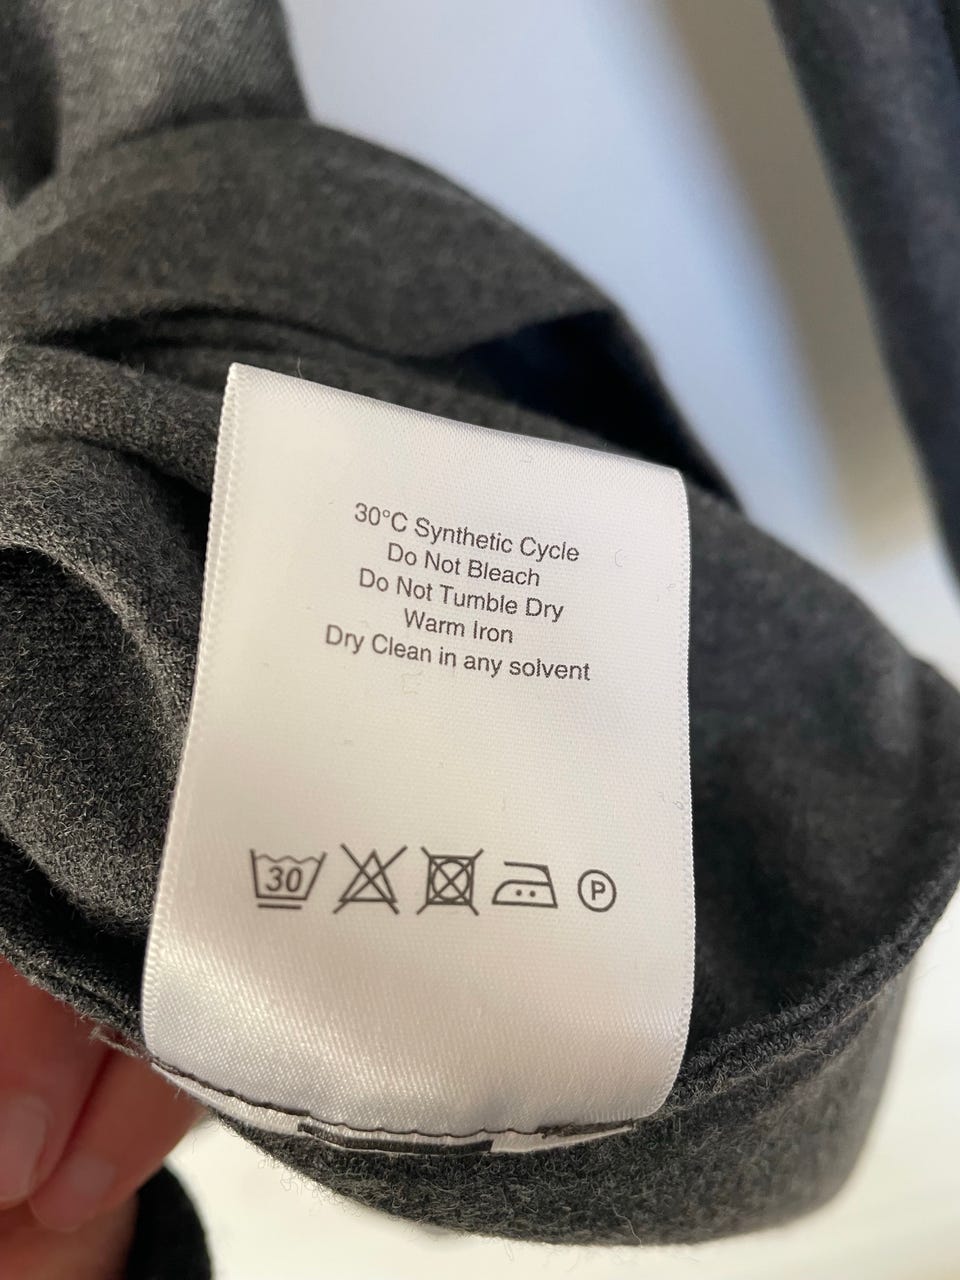 30°C Synthetic Cycle
Do Not Bleach
Do Not Tumble Dry
Warm Iron
Dry Clean in any solvent
30 P